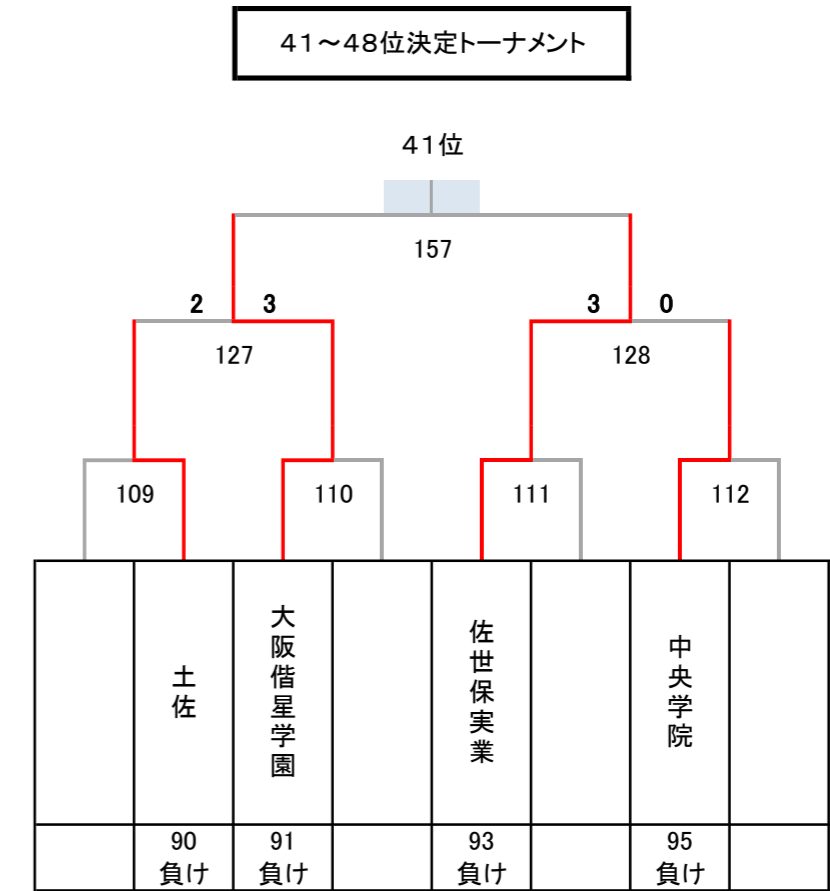 41～48位決定トーナメント
41位
157
2 3 3 0
127 128
109 110 111 112
土佐
大阪偕星学園
佐世保実業
中央学院
90 91 93 95
負け 負け 負け 負け